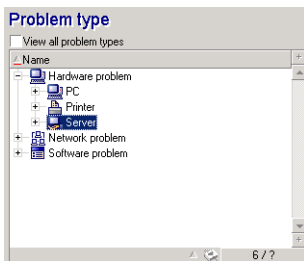 Problem type
View all problem types
Name
Hardware problem
PC
Printer
Server
Network problem
Software problem
6 / ?